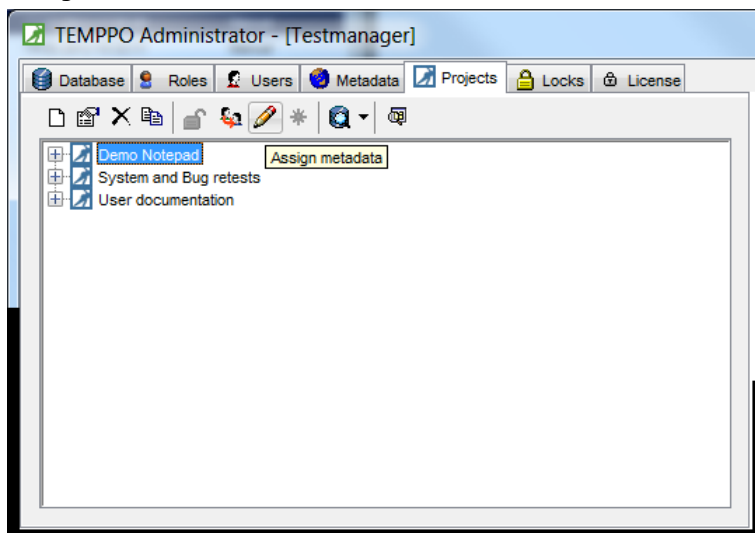 TEMPPO Administrator - [Testmanager]
Database Roles Users Metadata Projects Locks License
Demo Notepad
Assign metadata
System and Bug retests
User documentation